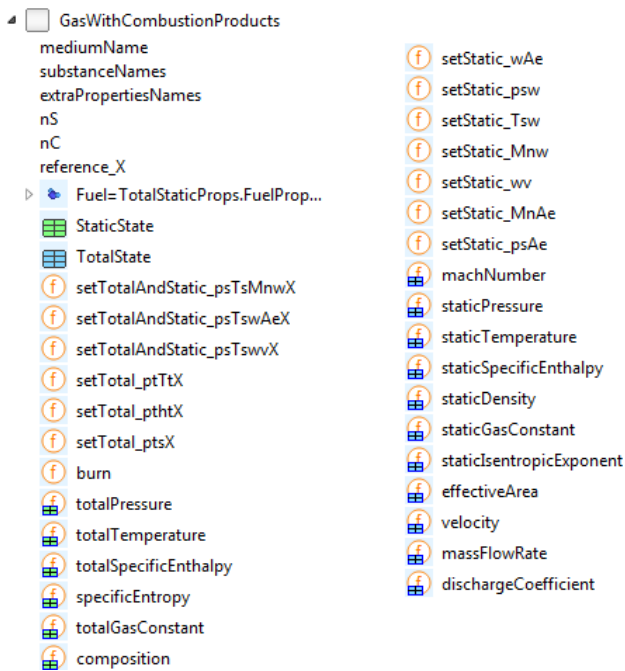 GasWithCombustionProducts
mediumName
substanceNames
extraPropertiesNames
nS
nC
reference_X
Fuel=TotalStaticProps.FuelProp...
StaticState
TotalState
f setTotalAndStatic_psTsMnwX
f setTotalAndStatic_psTswAeX
f setTotalAndStatic_psTswvX
f setTotal_ptTtX
f setTotal_pthtX
f setTotal_ptsX
f burn
f totalPressure
f totalTemperature
f totalSpecificEnthalpy
f specificEntropy
f totalGasConstant
f composition
f setStatic_wAe
f setStatic_psw
f setStatic_Tsw
f setStatic_Mnw
f setStatic_wv
f setStatic_MnAe
f setStatic_psAe
f machNumber
f staticPressure
f staticTemperature
f staticSpecificEnthalpy
f staticDensity
f staticGasConstant
f staticIsentropicExponent
f effectiveArea
f velocity
f massFlowRate
f dischargeCoefficient